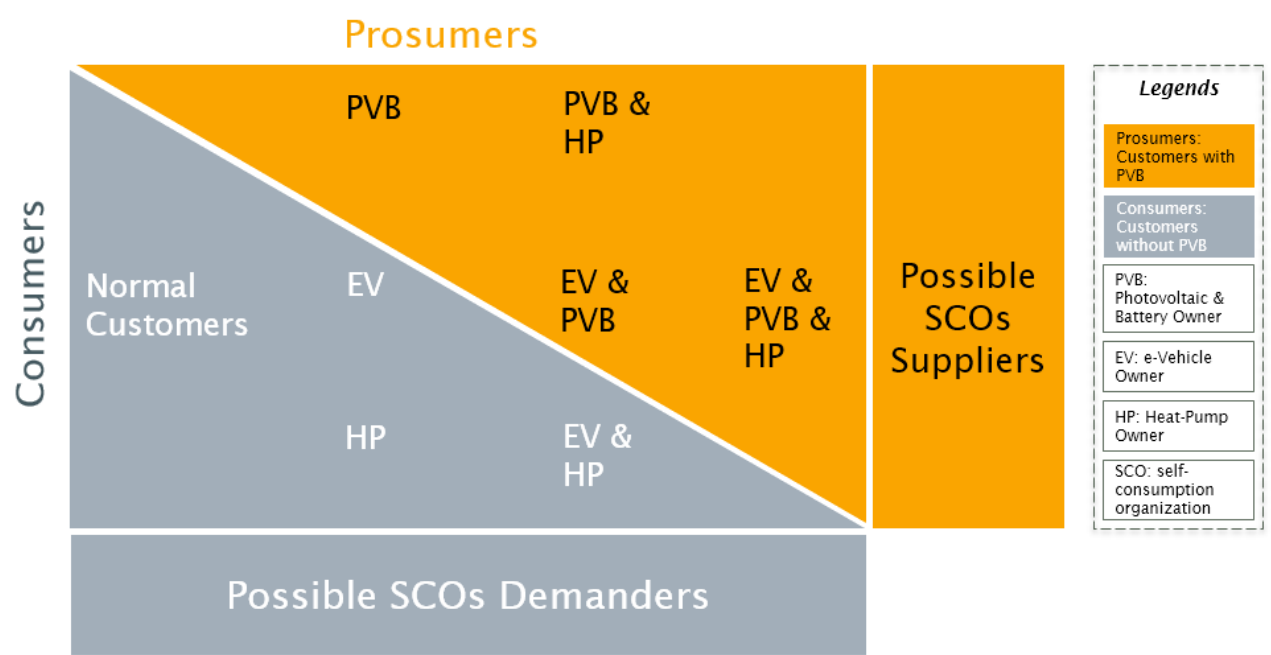 Prosumers
Consumers
PVB
PVB &
HP
Normal
Customers
EV
EV &
PVB
EV &
PVB &
HP
HP
EV &
HP
Possible
SCOs
Suppliers
Possible SCOs Demanders
Legends
Prosumers:
Customers with
PVB
Consumers:
Customers
without PVB
PVB:
Photovoltaic &
Battery Owner
EV: e-Vehicle
Owner
HP: Heat-Pump
Owner
SCO: self-
consumption
organization